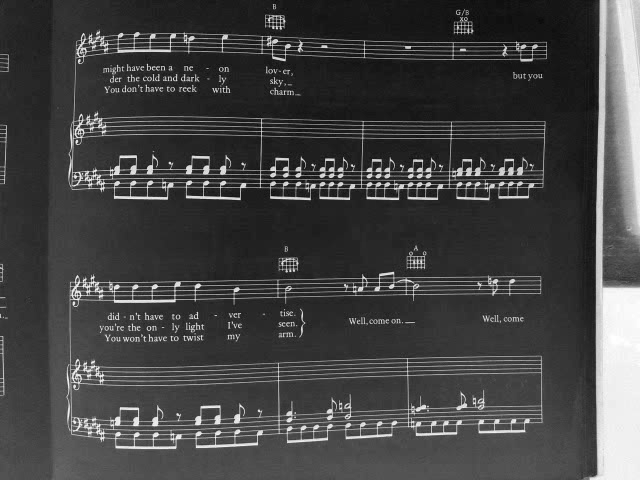 B
G/B
might have been a ne - on lov - er,
der the cold and dark - ly sky,_ but you
You don't have to reek with charm_
B
A
did - n't have to ad - ver - tise.
you're the on - ly light I've seen. Well, come on. Well, come
You won't have to twist my arm.